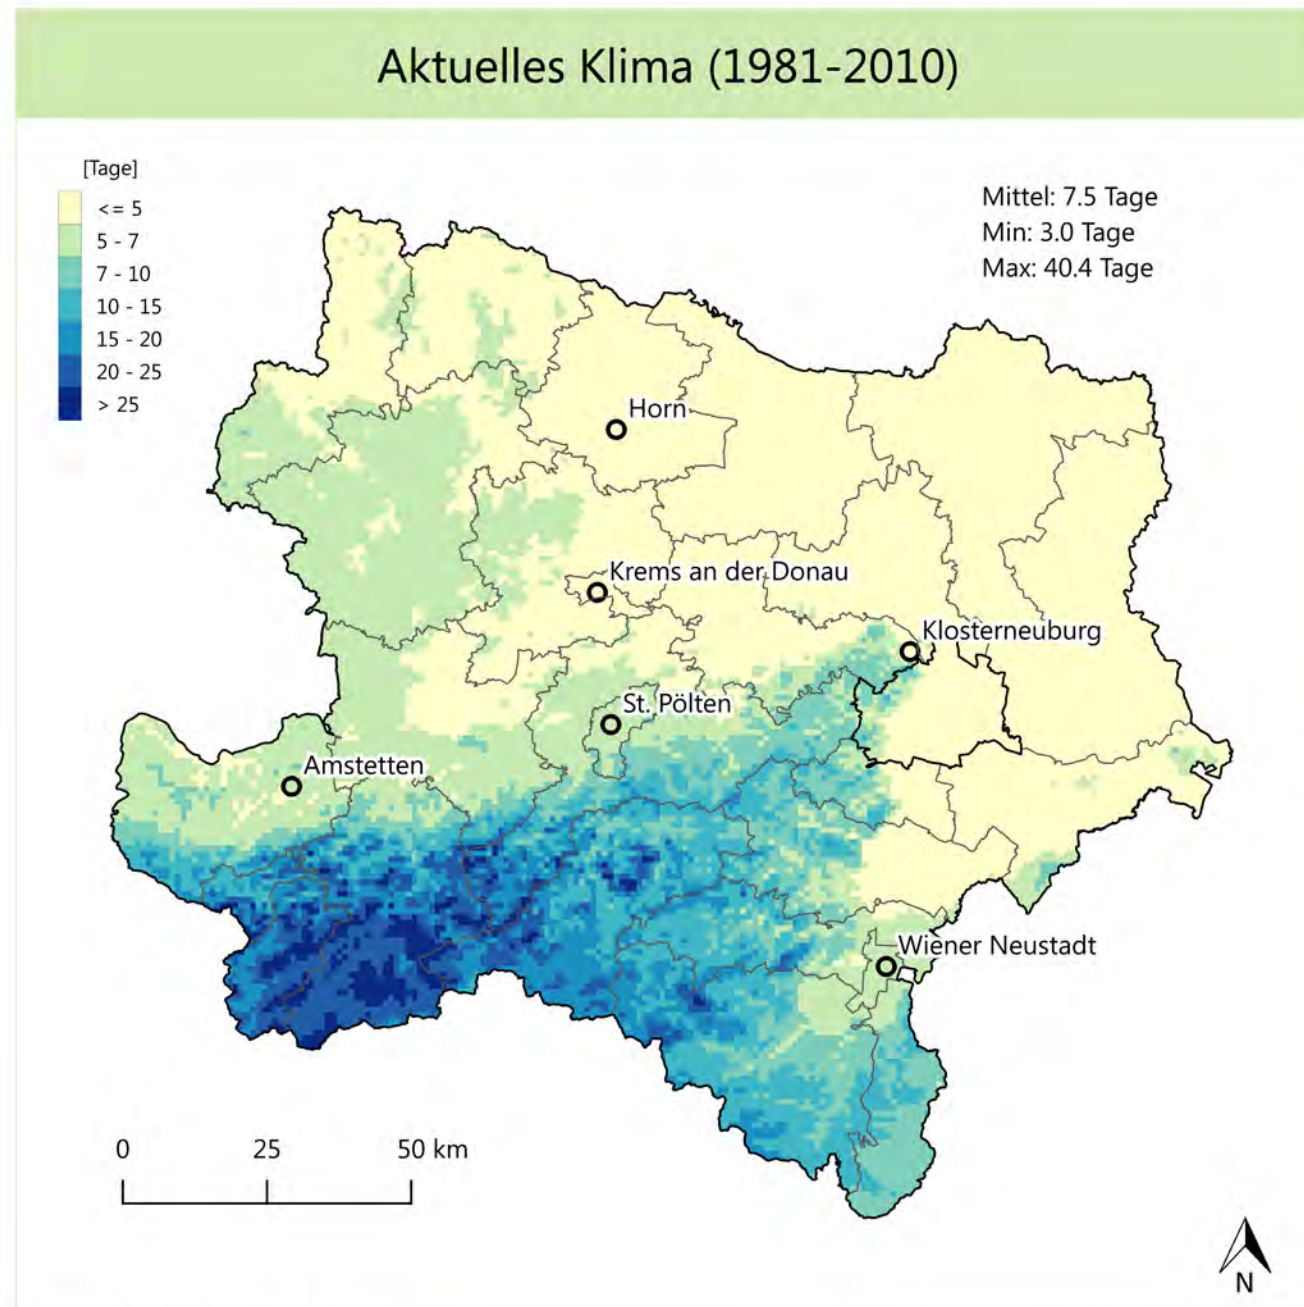 Aktuelles Klima (1981-2010)
[Tage]
<= 5
5 - 7
7 - 10
10 - 15
15 - 20
20 - 25
> 25
Mittel: 7.5 Tage
Min: 3.0 Tage
Max: 40.4 Tage
Horn
Krems an der Donau
Klosterneuburg
St. Pölten
Amstetten
Wiener Neustadt
0 25 50 km
N